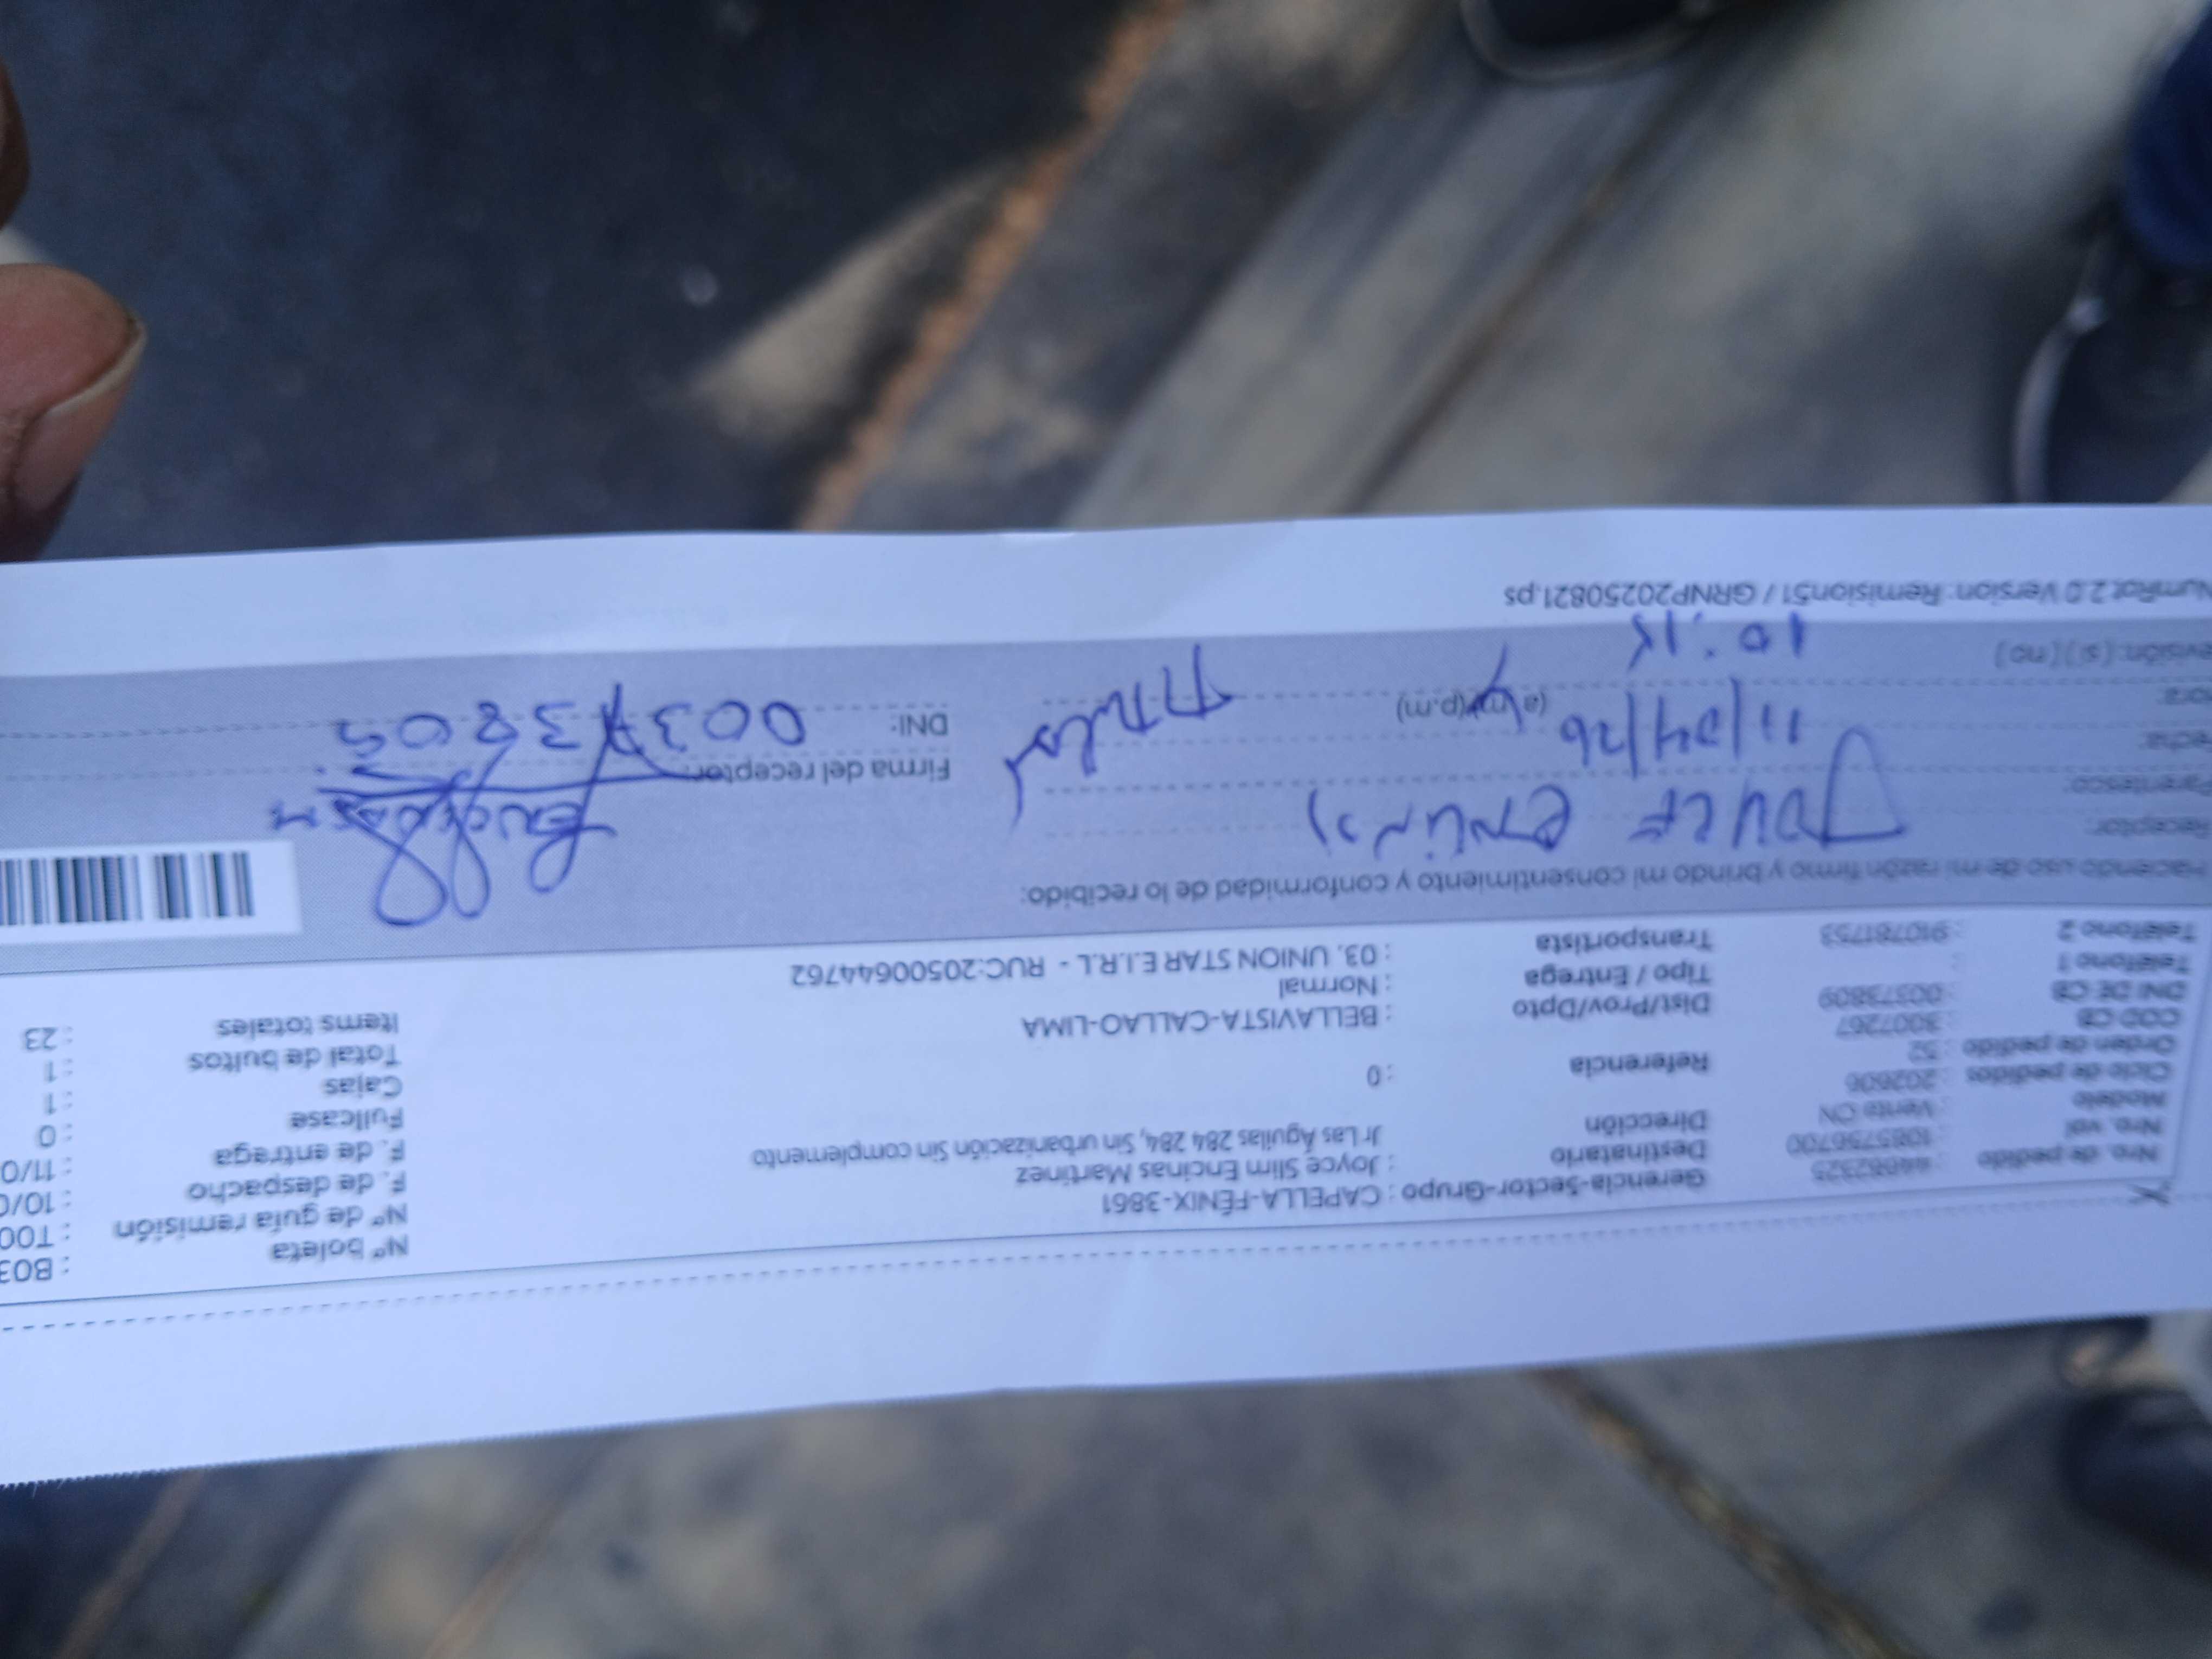 Nº boleta : B03
Nº de guía remisión : T00
F. de despacho : 10/0
F. de entrega : 11/0
Fullcase : 0
Cajas : 1
Total de bultos : 1
Items totales : 23
Gerencia-Sector-Grupo : CAPELLA-FÉNIX-3861
Destinatario : Joyce Slim Encinas Martinez
Dirección Jr Las Águilas 284 284, Sin urbanización Sin complemento
Referencia : 0
Dist/Prov/Dpto : BELLAVISTA-CALLAO-LIMA
Tipo / Entrega : Normal
Transportista : 03. UNION STAR E.I.R.L - RUC:20500644762
Nro. de pedido : 44682325
Nro. vol : 1085756700
Modelo : Venta CN
Ciclo de pedidos : 202606
Orden de pedido : 52
COD CB : 3007267
DNI DE CB : 00373809
Teléfono 1 :
Teléfono 2 : 910781753
Haciendo uso de mi razón firmo y brindo mi consentimiento y conformidad de lo recibido:
Receptor: Joyce Encinas
Parentesco: Titular
Fecha: 11/04/26
Hora: 10:15 (a.m)(p.m)
evisión: (si) (no)
Firma del receptor:
DNI: 00373809
NumRot 2.0 Version: Remision51 / GRNP20250821.ps